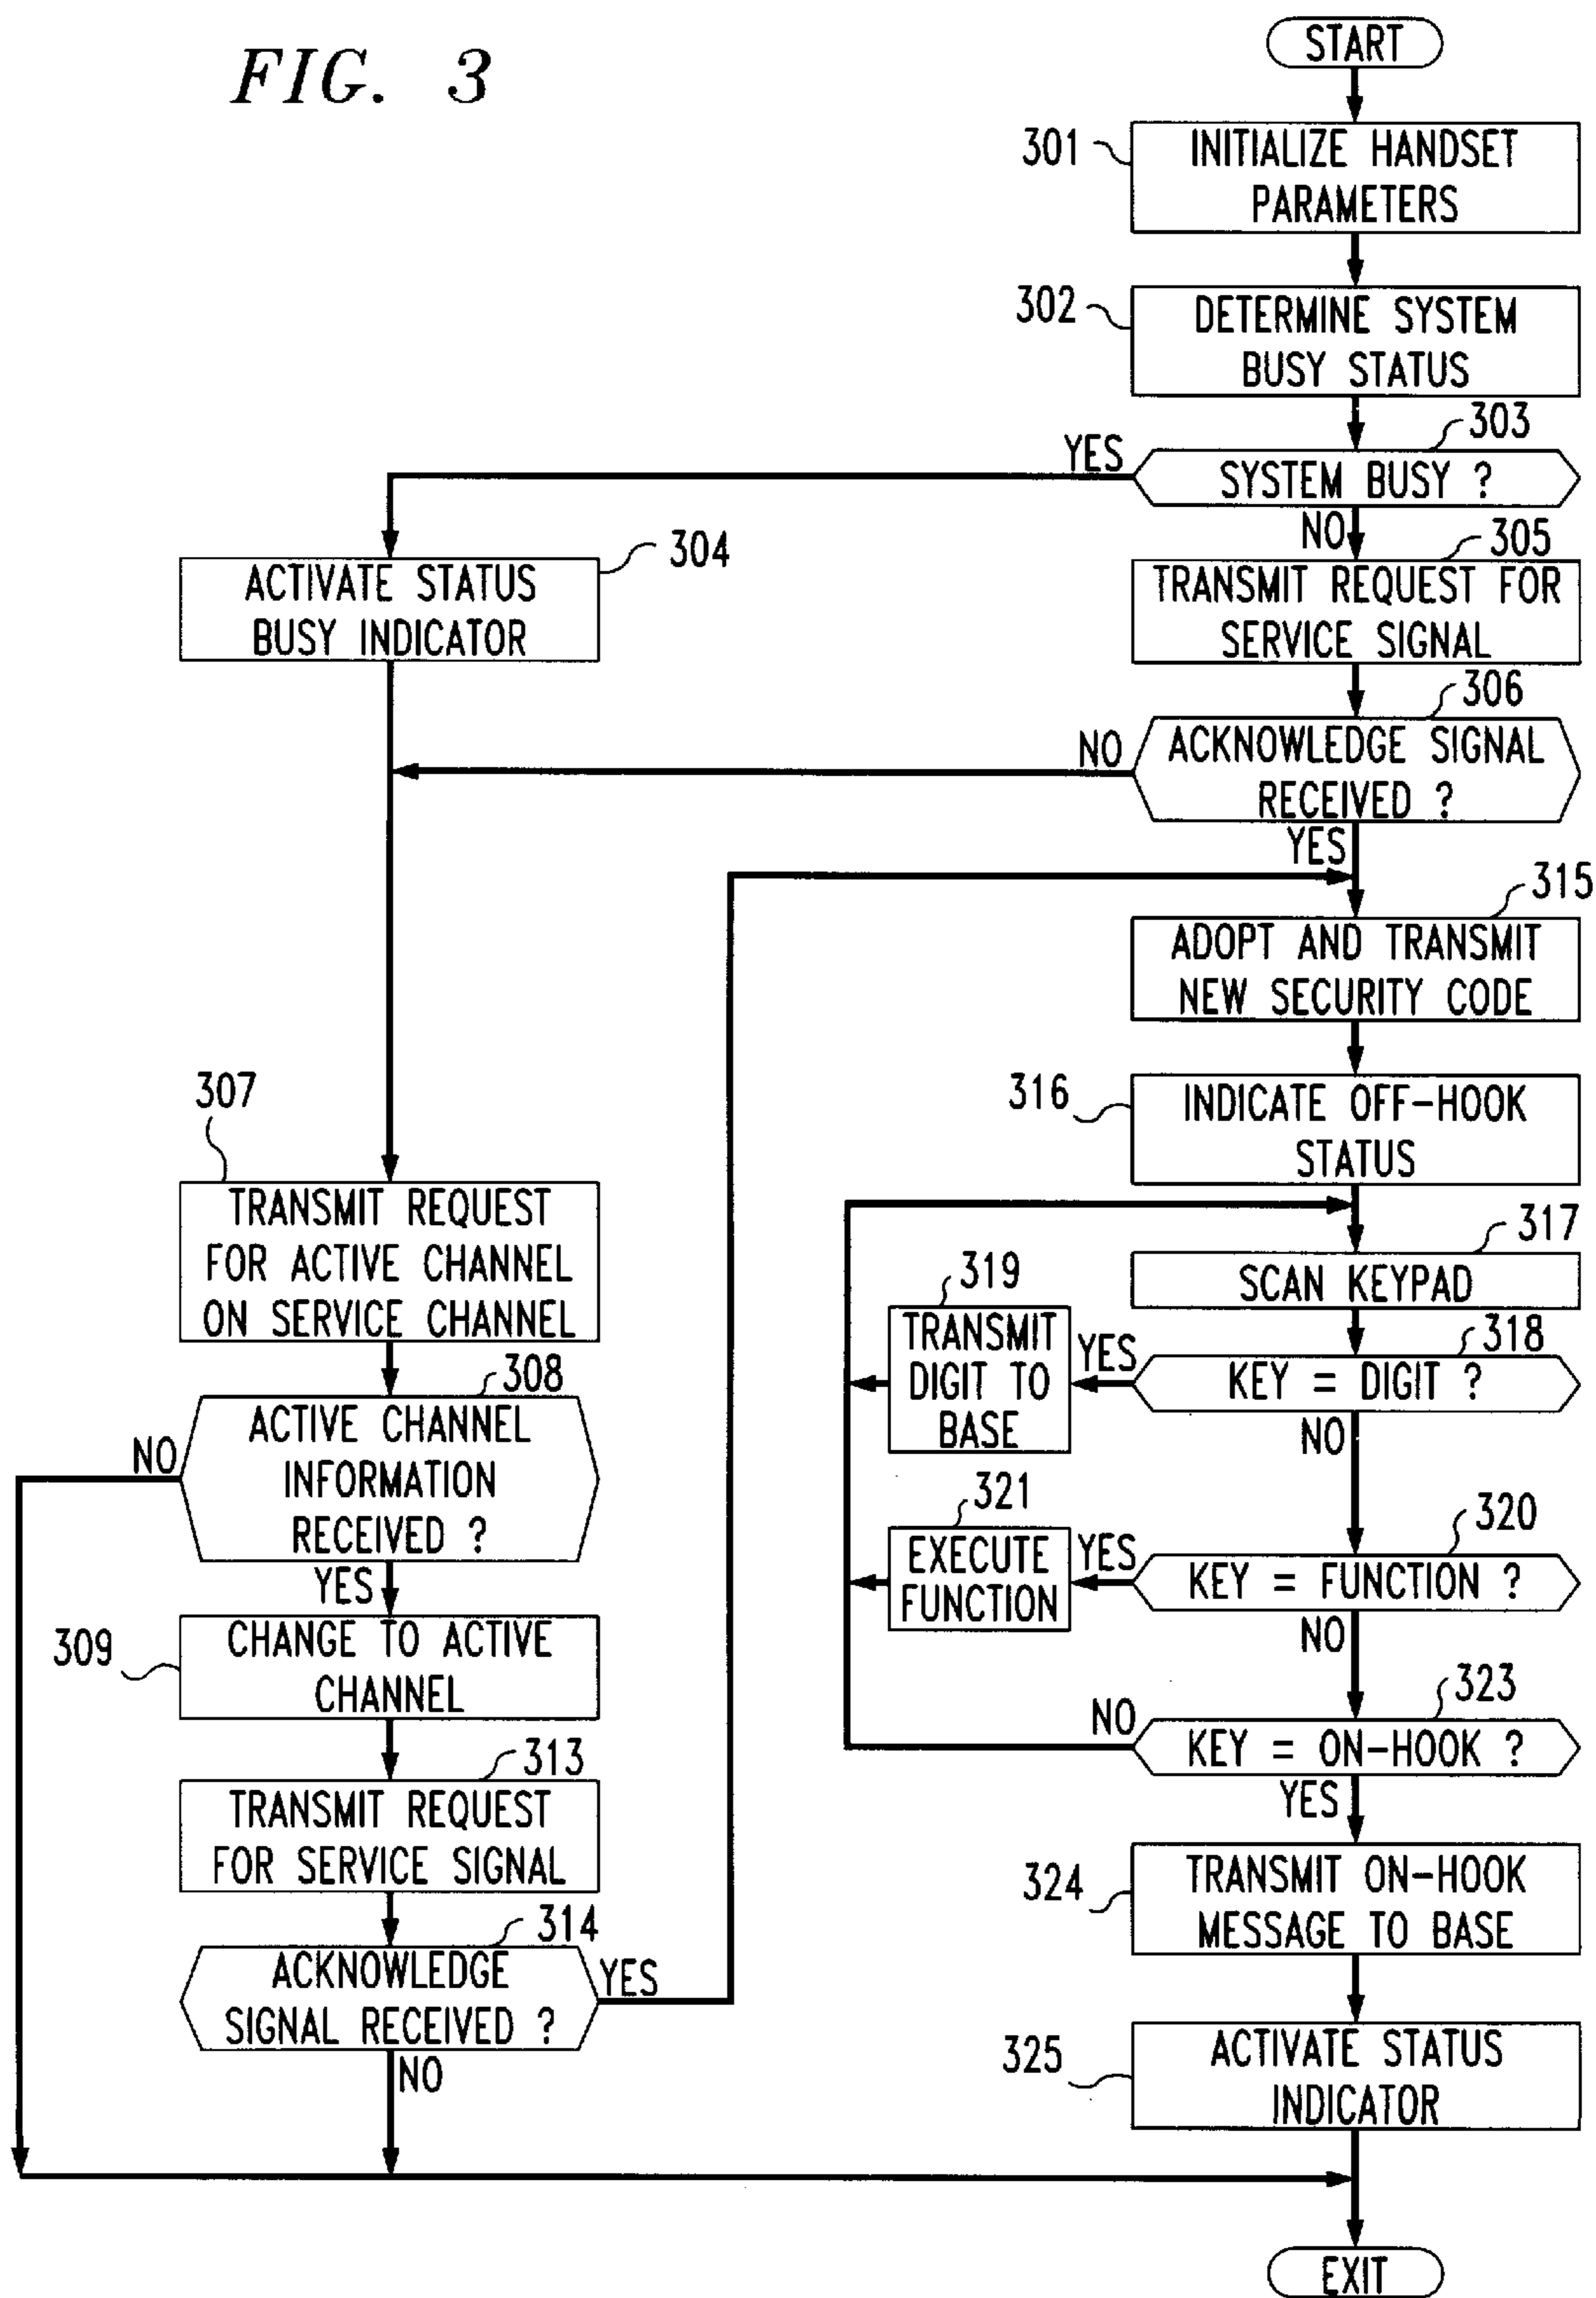 FIG. 3
START
301
INITIALIZE HANDSET
PARAMETERS
302
DETERMINE SYSTEM
BUSY STATUS
303
YES
SYSTEM BUSY ?
NO
304
ACTIVATE STATUS
BUSY INDICATOR
305
TRANSMIT REQUEST FOR
SERVICE SIGNAL
306
NO
ACKNOWLEDGE SIGNAL
RECEIVED ?
YES
315
ADOPT AND TRANSMIT
NEW SECURITY CODE
316
INDICATE OFF-HOOK
STATUS
307
TRANSMIT REQUEST
FOR ACTIVE CHANNEL
ON SERVICE CHANNEL
317
SCAN KEYPAD
319
TRANSMIT
DIGIT TO
BASE
YES
318
KEY = DIGIT ?
NO
308
NO
ACTIVE CHANNEL
INFORMATION
RECEIVED ?
YES
321
EXECUTE
FUNCTION
YES
320
KEY = FUNCTION ?
NO
309
CHANGE TO ACTIVE
CHANNEL
323
NO
KEY = ON-HOOK ?
YES
313
TRANSMIT REQUEST
FOR SERVICE SIGNAL
324
TRANSMIT ON-HOOK
MESSAGE TO BASE
314
ACKNOWLEDGE
SIGNAL RECEIVED ?
YES
NO
325
ACTIVATE STATUS
INDICATOR
EXIT